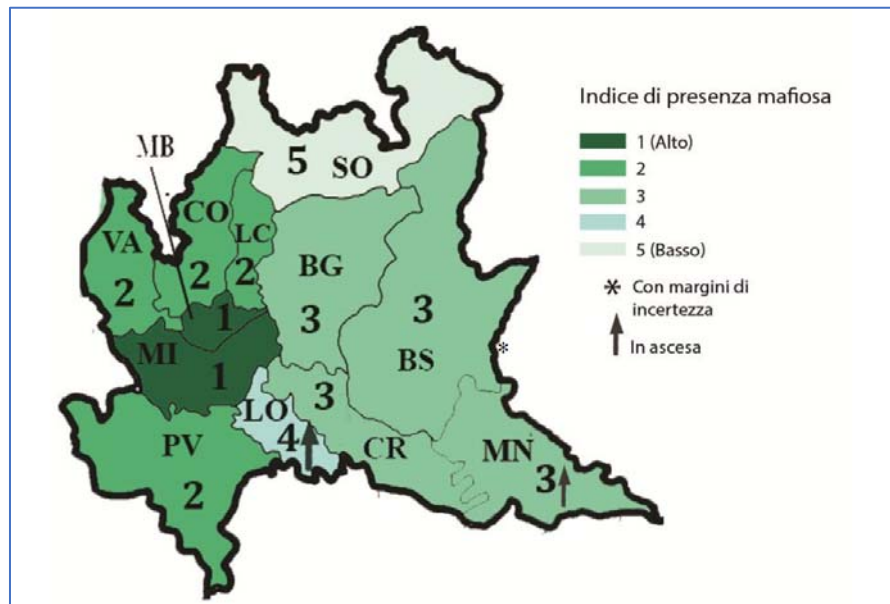 Indice di presenza mafiosa
1 (Alto)
2
3
4
5 (Basso)
* Con margini di
incertezza
In ascesa
MB
5 SO
CO
2
LC
2
VA
2
BG
3
1
3
BS
*
MI
1
3
LO
4
CR
MN
3
PV
2